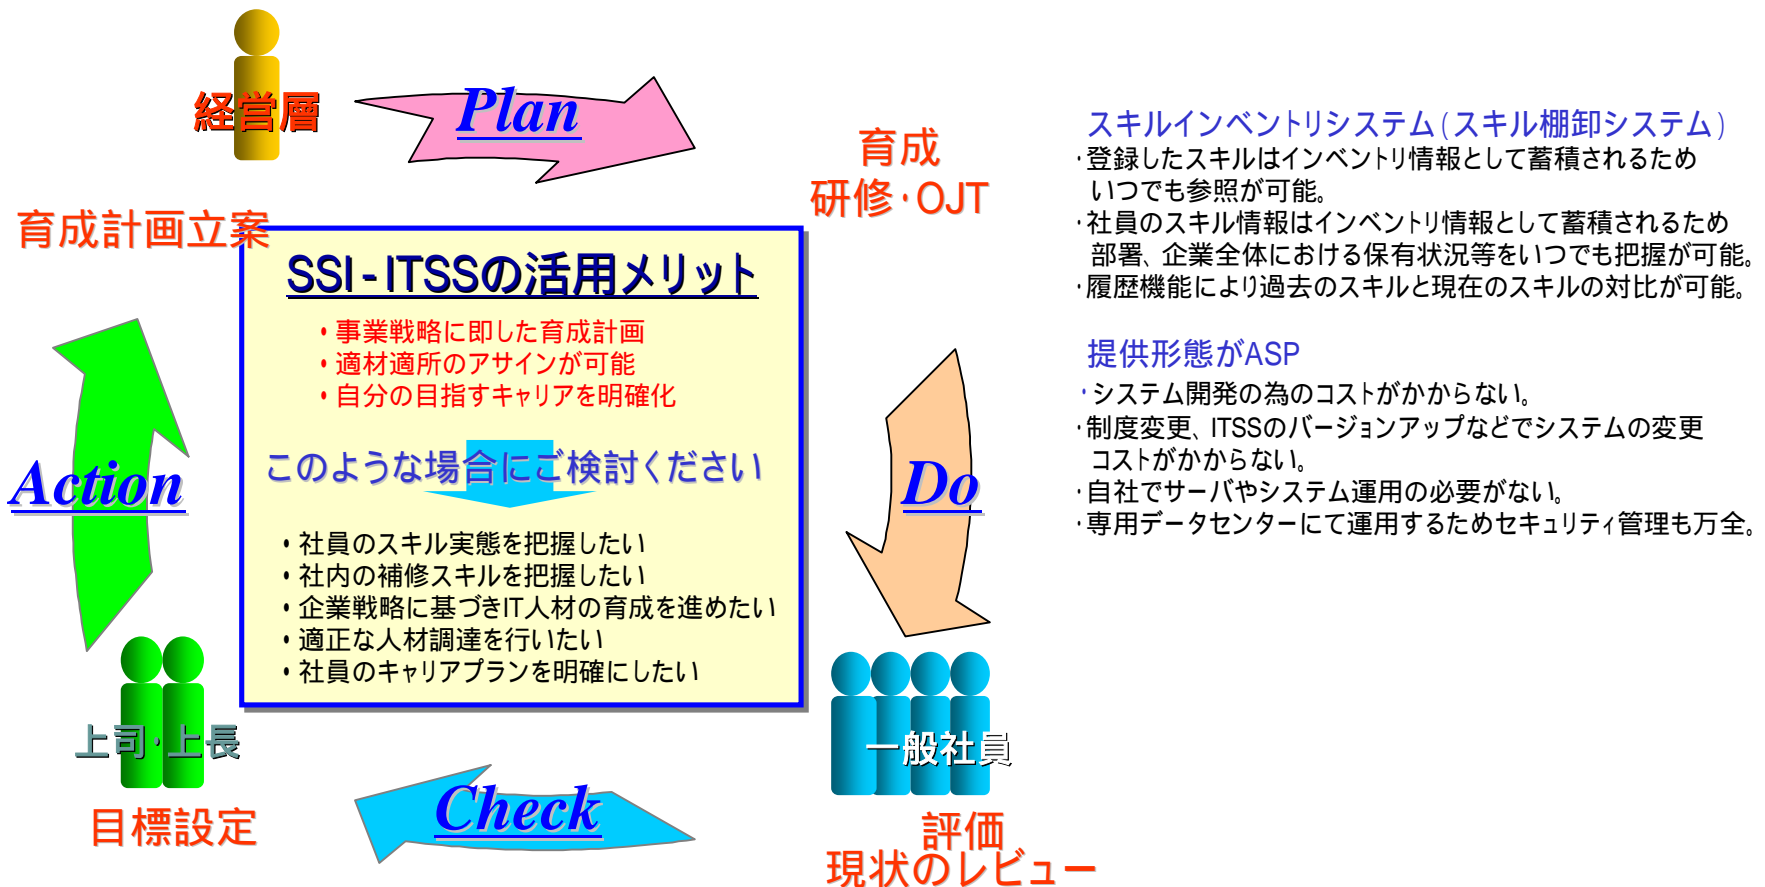 経営層
Plan
育成
研修・OJT
育成計画立案
SSI-ITSSの活用メリット
・事業戦略に即した育成計画
・適材適所のアサインが可能
・自分の目指すキャリアを明確化
このような場合にご検討ください
・社員のスキル実態を把握したい
・社内の補修スキルを把握したい
・企業戦略に基づきIT人材の育成を進めたい
・適正な人材調達を行いたい
・社員のキャリアプランを明確にしたい
Action
Do
上司・上長
目標設定
Check
一般社員
評価
現状のレビュー
スキルインベントリシステム(スキル棚卸システム)
・登録したスキルはインベントリ情報として蓄積されるため
いつでも参照が可能。
・社員のスキル情報はインベントリ情報として蓄積されるため
部署、企業全体における保有状況等をいつでも把握が可能。
・履歴機能により過去のスキルと現在のスキルの対比が可能。
提供形態がASP
・システム開発の為のコストがかからない。
・制度変更、ITSSのバージョンアップなどでシステムの変更
コストがかからない。
・自社でサーバやシステム運用の必要がない。
・専用データセンターにて運用するためセキュリティ管理も万全。